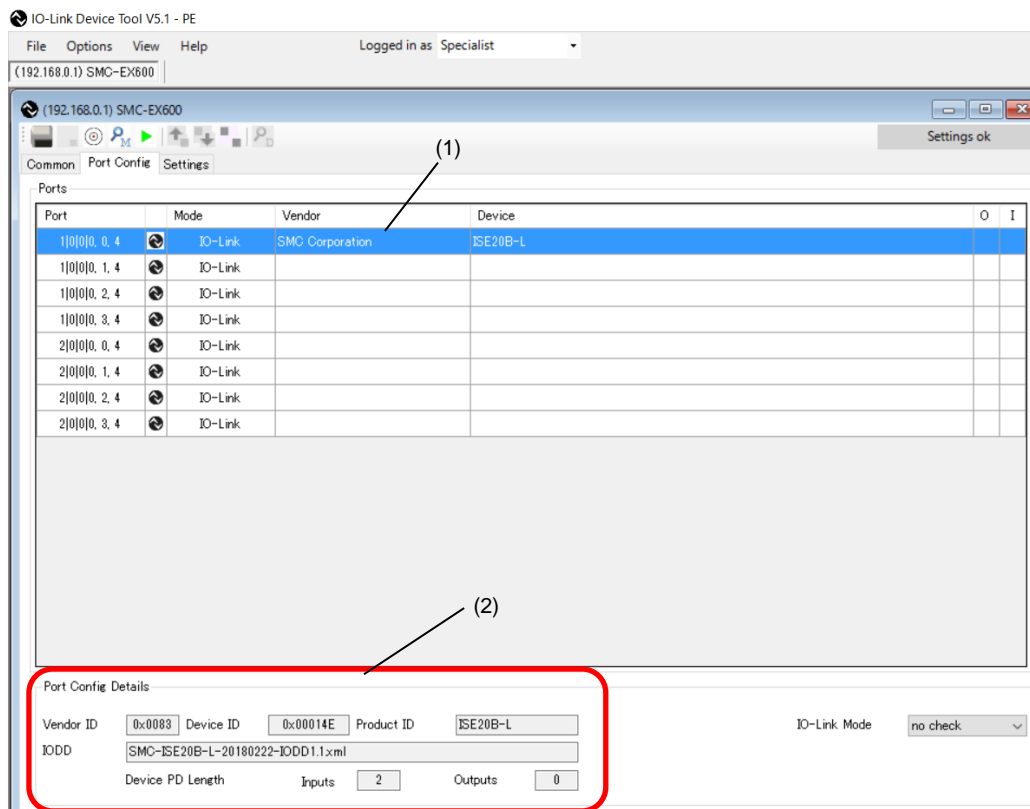 IO-Link Device Tool V5.1 - PE
File Options View Help Logged in as Specialist
(192.168.0.1) SMC-EX600
(192.168.0.1) SMC-EX600
Settings ok
(1)
Common Port Config Settings
Ports
Port Mode Vendor Device O I
1|0|0|0, 0, 4 IO-Link SMC Corporation ISE20B-L
1|0|0|0, 1, 4 IO-Link
1|0|0|0, 2, 4 IO-Link
1|0|0|0, 3, 4 IO-Link
2|0|0|0, 0, 4 IO-Link
2|0|0|0, 1, 4 IO-Link
2|0|0|0, 2, 4 IO-Link
2|0|0|0, 3, 4 IO-Link
(2)
Port Config Details
Vendor ID 0x0083 Device ID 0x00014E Product ID ISE20B-L IO-Link Mode no check
IODD SMC-ISE20B-L-20180222-IODD1.1.xml
Device PD Length Inputs 2 Outputs 0